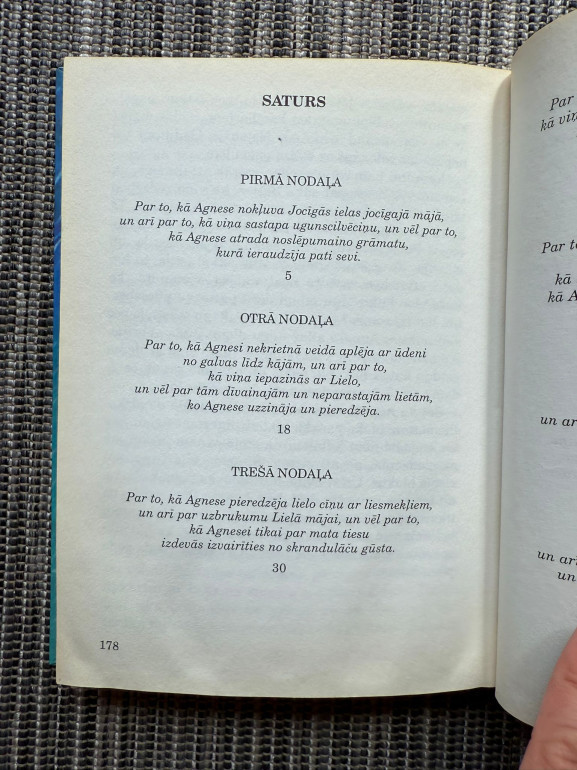 SATURS
PIRMĀ NODAĻA
Par to, kā Agnese nokļuva Jocīgās ielas jocīgajā mājā,
un arī par to, kā viņa sastapa ugunscilvēciņu, un vēl par to,
kā Agnese atrada noslēpumaino grāmatu,
kurā ieraudzīja pati sevi.
5
OTRĀ NODAĻA
Par to, kā Agnesi nekrietnā veidā aplēja ar ūdeni
no galvas līdz kājām, un arī par to,
kā viņa iepazinās ar Lielo,
un vēl par tām dīvainajām un neparastajām lietām,
ko Agnese uzzināja un pieredzēja.
18
TREŠĀ NODAĻA
Par to, kā Agnese pieredzēja lielo cīņu ar liesmekļiem,
un arī par uzbrukumu Lielā mājai, un vēl par to,
kā Agnesei tikai par mata tiesu
izdevās izvairīties no skrandulāču gūsta.
30
178
Par
kā
Par
kā
kā
un
un
un